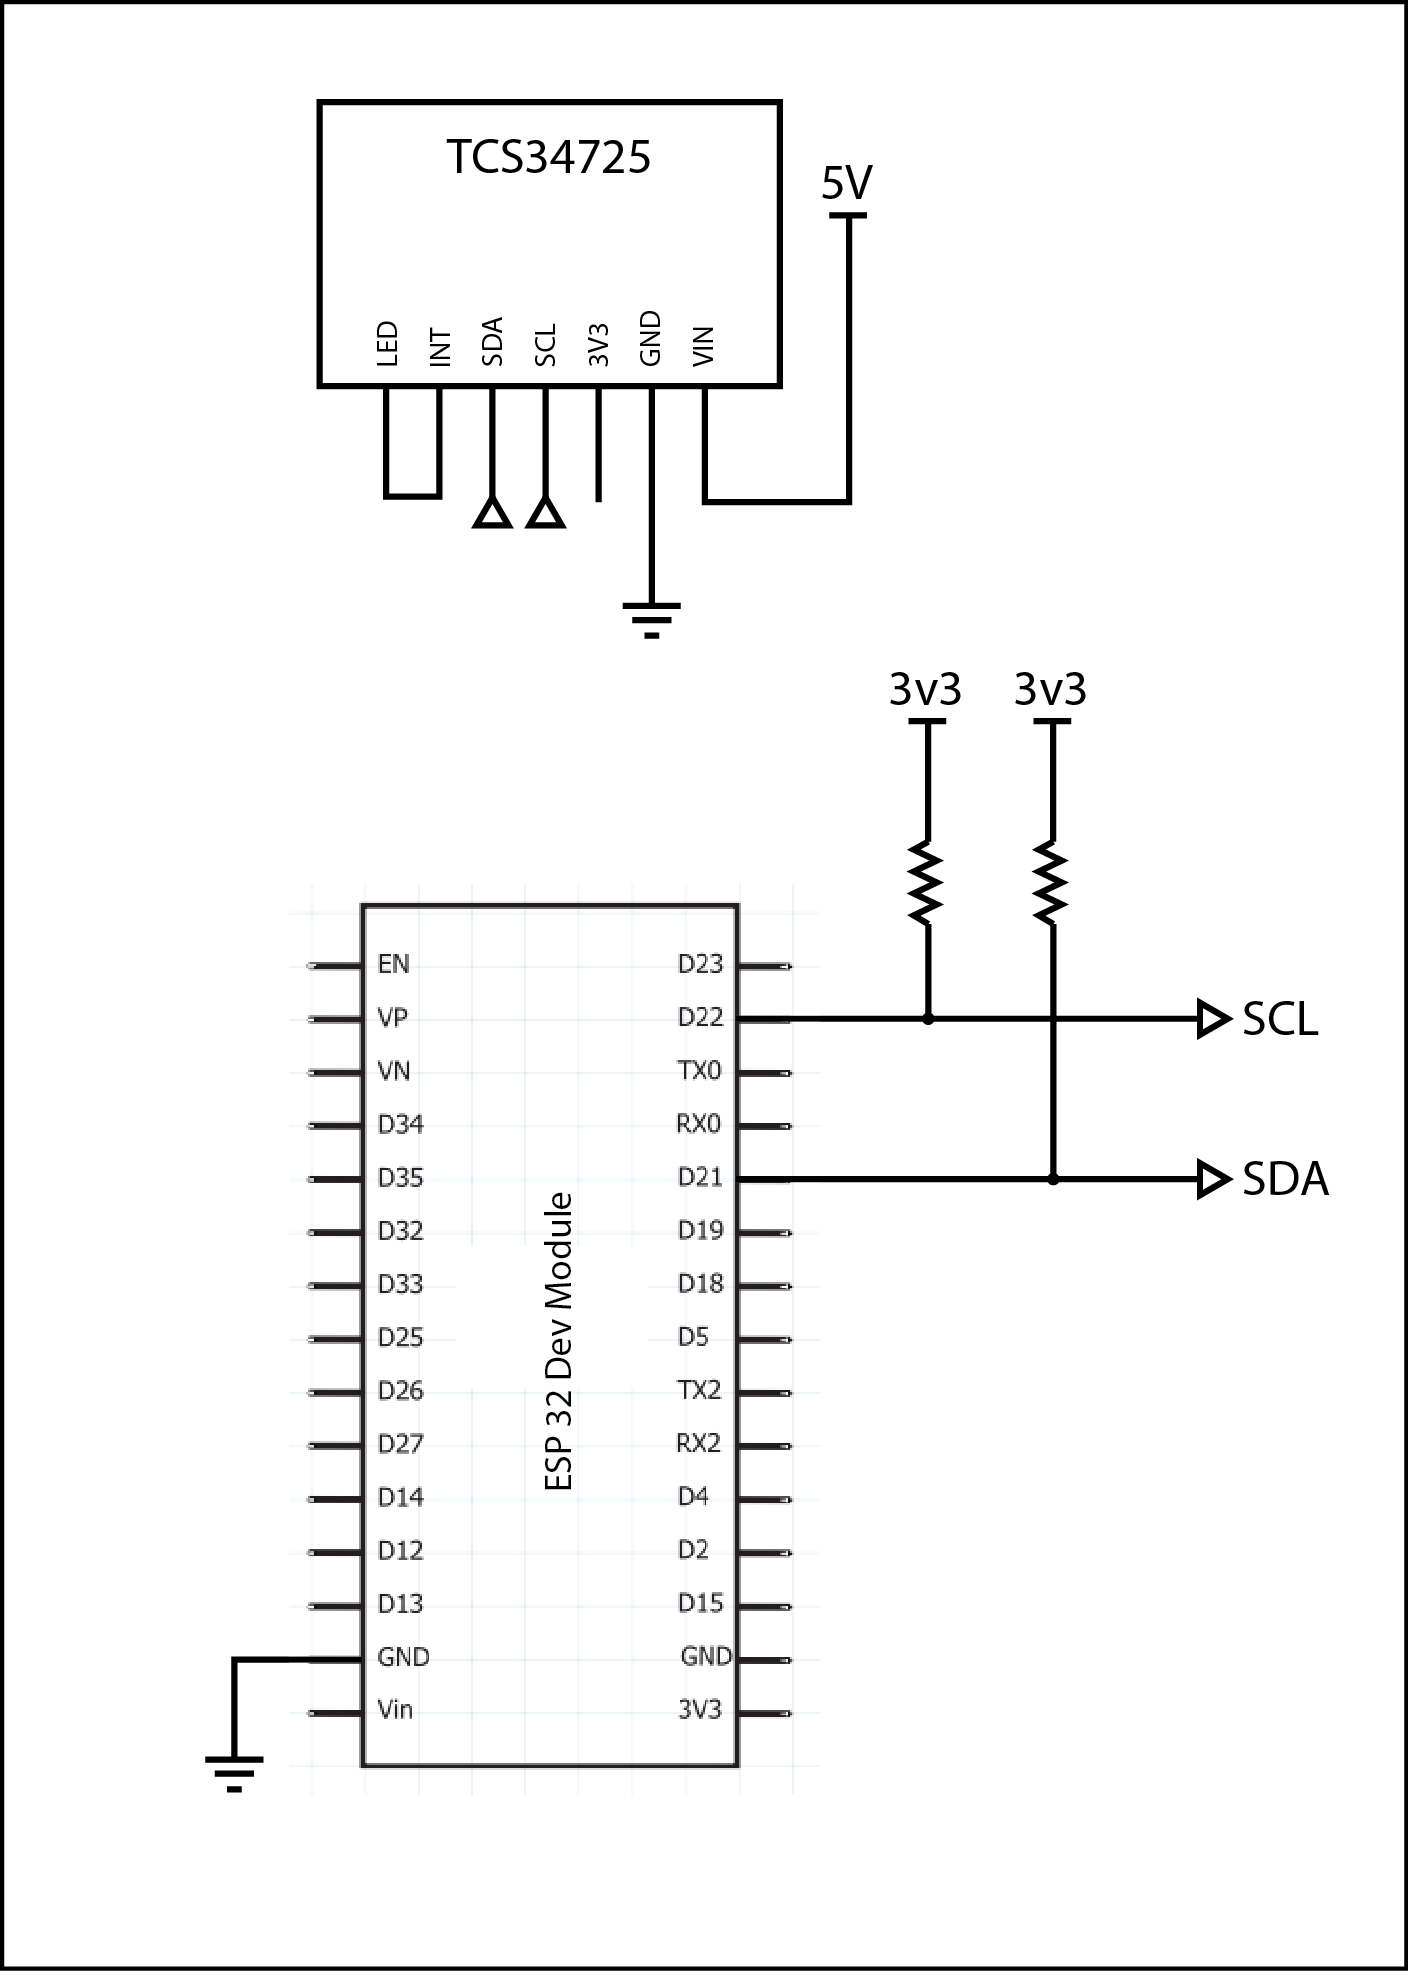 TCS34725
5V
LED
INT
SDA
SCL
3V3
GND
VIN
3v3
3v3
EN
VP
VN
D34
D35
D32
D33
D25
D26
D27
D14
D12
D13
GND
Vin
ESP 32 Dev Module
D23
D22
TX0
RX0
D21
D19
D18
D5
TX2
RX2
D4
D2
D15
GND
3V3
SCL
SDA